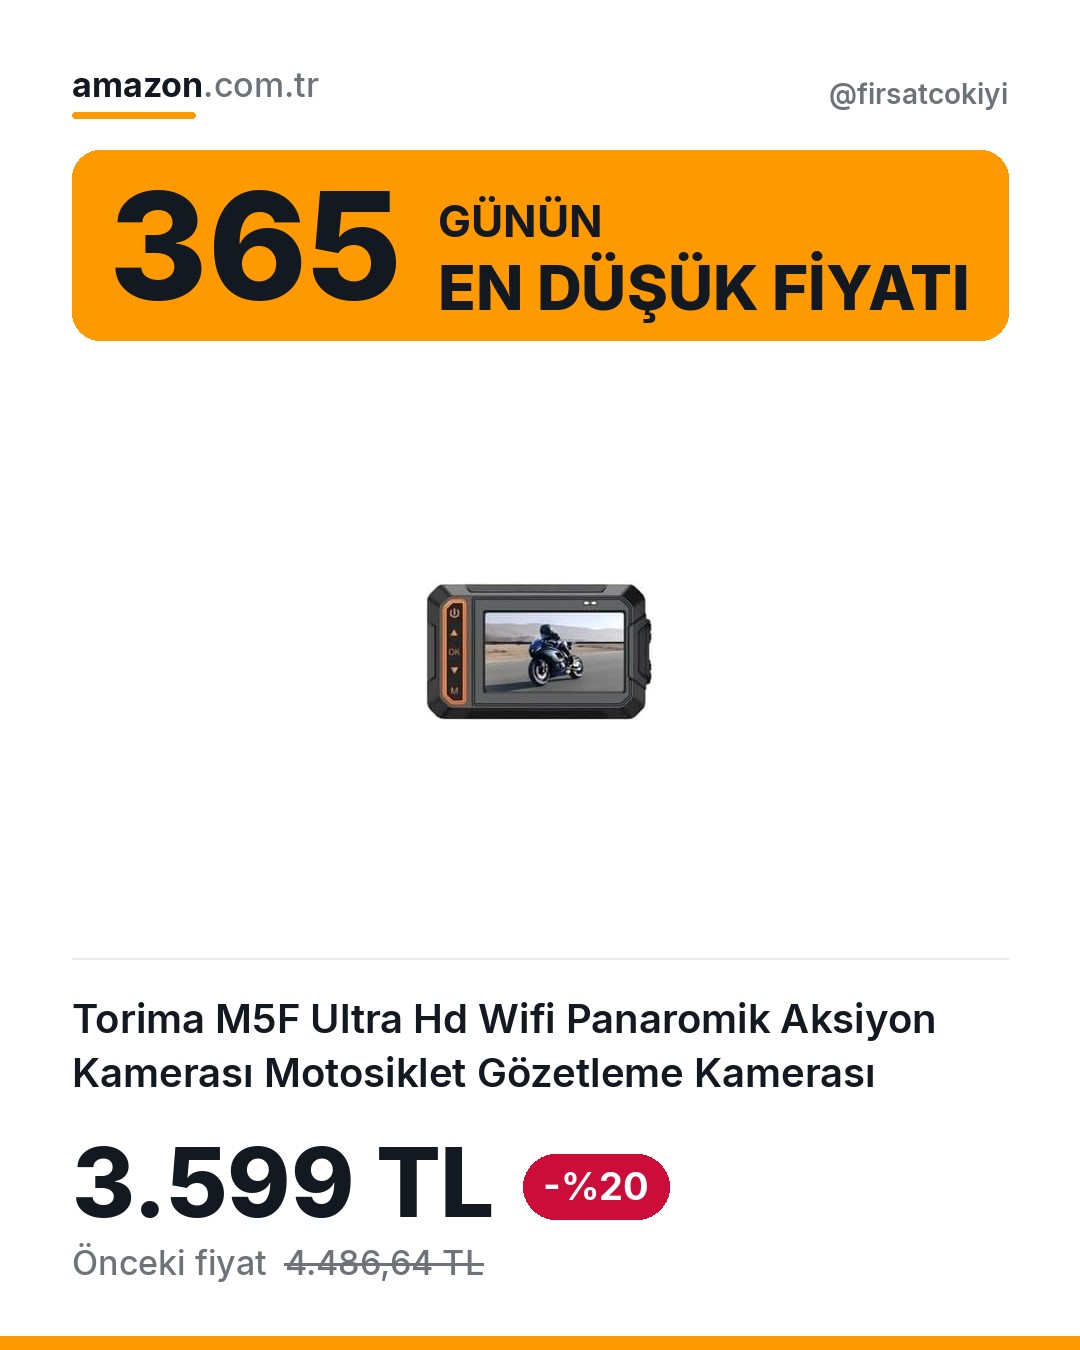 amazon.com.tr
@firsatcokiyi
365
GÜNÜN
EN DÜŞÜK FİYATI
OK
M
Torima M5F Ultra Hd Wifi Panaromik Aksiyon
Kamerası Motosiklet Gözetleme Kamerası
3.599 TL
-%20
Önceki fiyat 4.486,64 TL